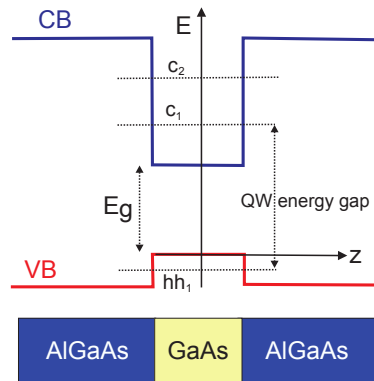 CB
E
c2
c1
Eg
QW energy gap
z
VB
hh1
AlGaAs
GaAs
AlGaAs